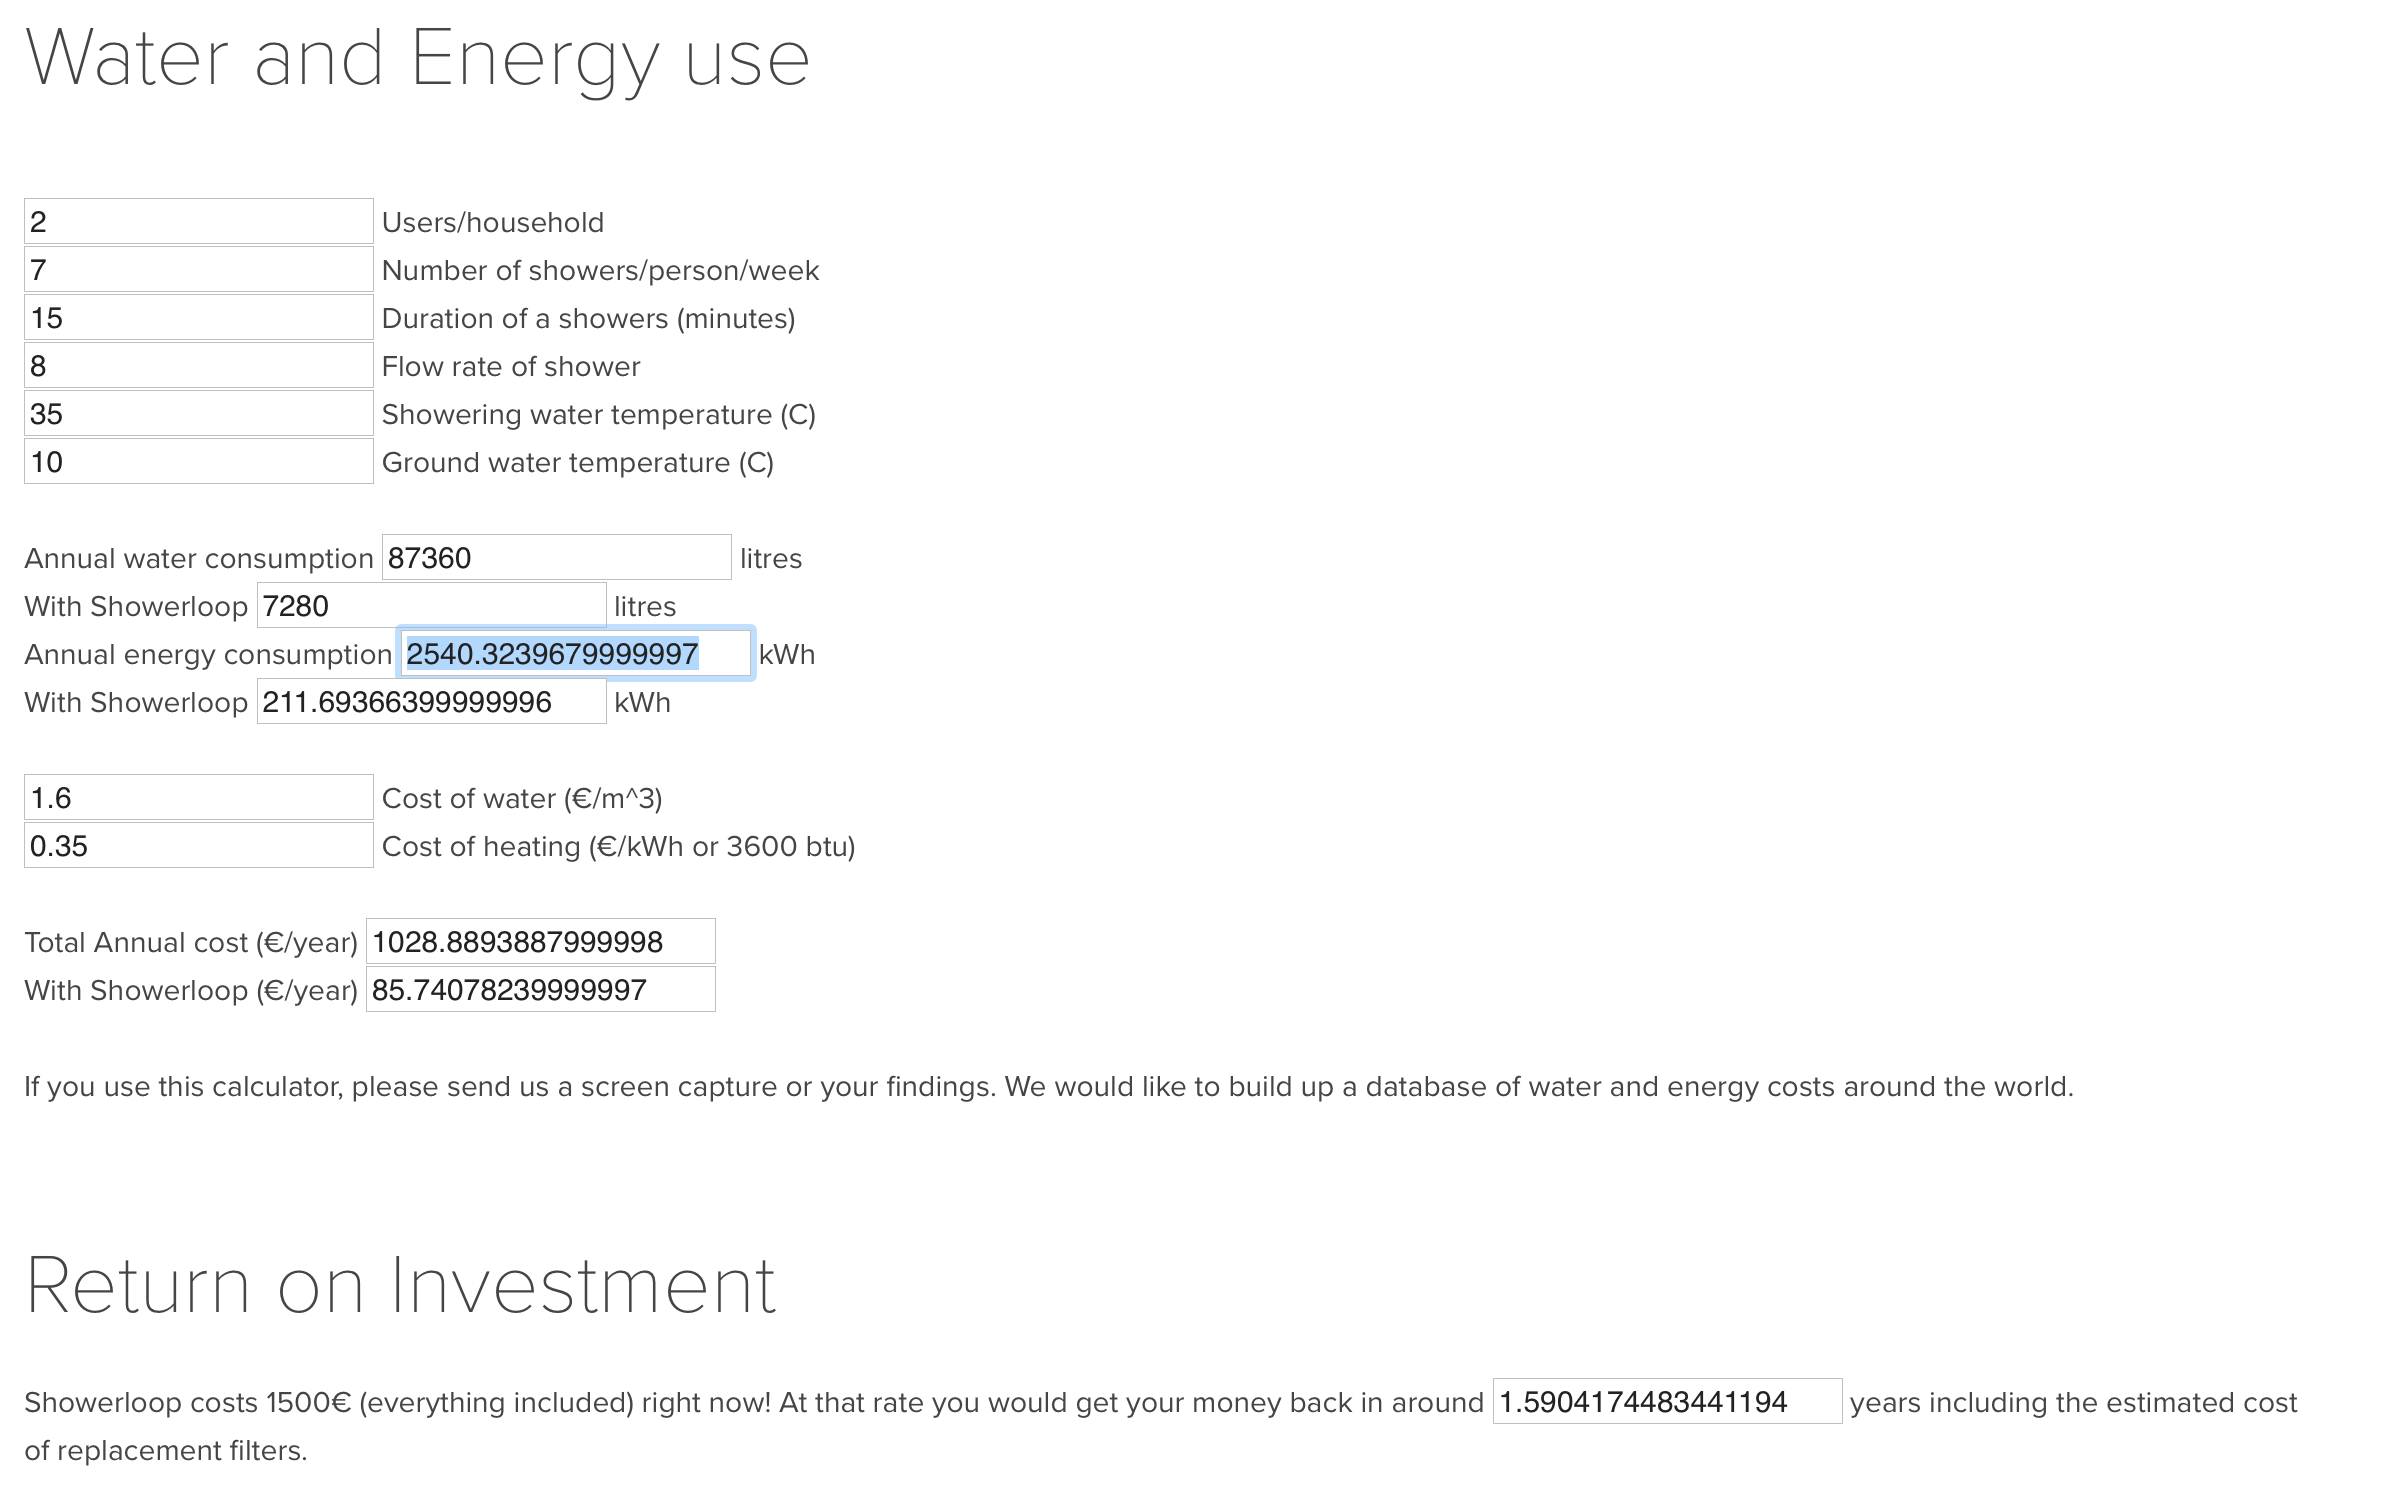 Water and Energy use
2 Users/household
7 Number of showers/person/week
15 Duration of a showers (minutes)
8 Flow rate of shower
35 Showering water temperature (C)
10 Ground water temperature (C)
Annual water consumption 87360 litres
With Showerloop 7280 litres
Annual energy consumption 2540.3239679999997 kWh
With Showerloop 211.69366399999996 kWh
1.6 Cost of water (€/m^3)
0.35 Cost of heating (€/kWh or 3600 btu)
Total Annual cost (€/year) 1028.8893887999998
With Showerloop (€/year) 85.74078239999997
If you use this calculator, please send us a screen capture or your findings. We would like to build up a database of water and energy costs around the world.
Return on Investment
Showerloop costs 1500€ (everything included) right now! At that rate you would get your money back in around 1.5904174483441194 years including the estimated cost
of replacement filters.